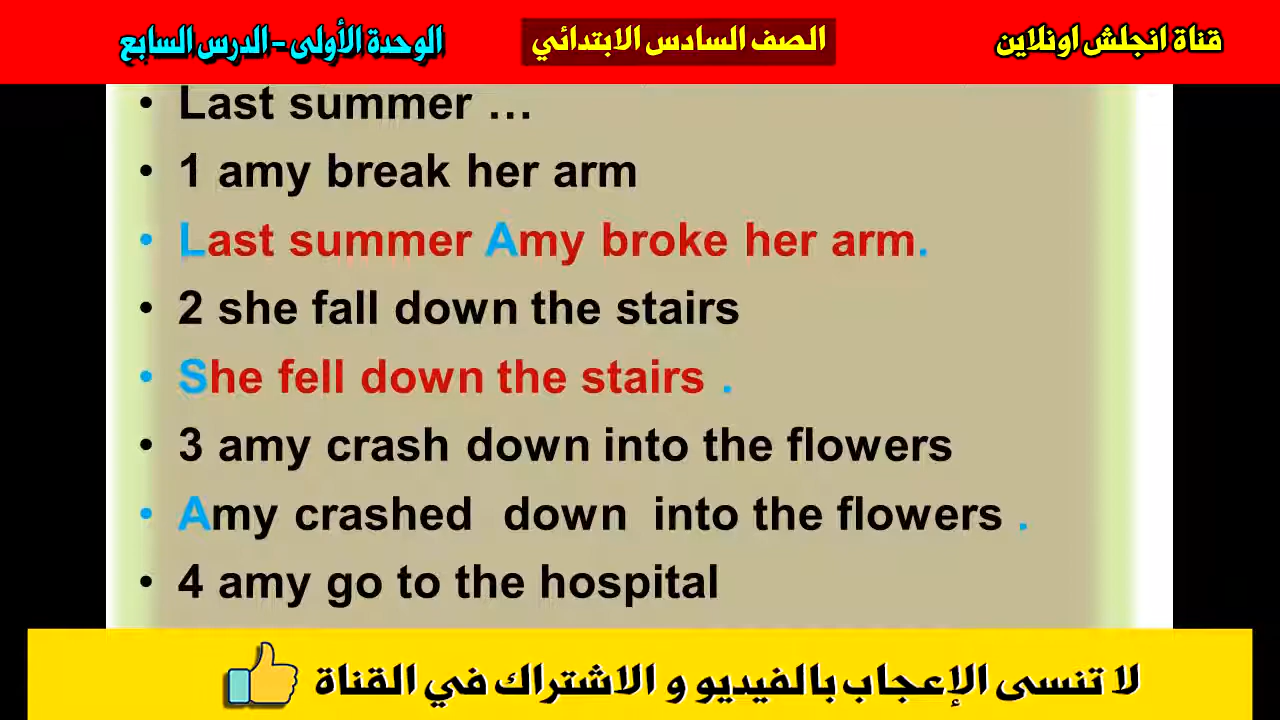 قناة انجلش اونلاين
الصف السادس الابتدائي
الوحدة الأولى - الدرس السابع
• Last summer ...
• 1 amy break her arm
• Last summer Amy broke her arm.
• 2 she fall down the stairs
• She fell down the stairs .
• 3 amy crash down into the flowers
• Amy crashed down into the flowers .
• 4 amy go to the hospital
لا تنسى الإعجاب بالفيديو و الاشتراك في القناة